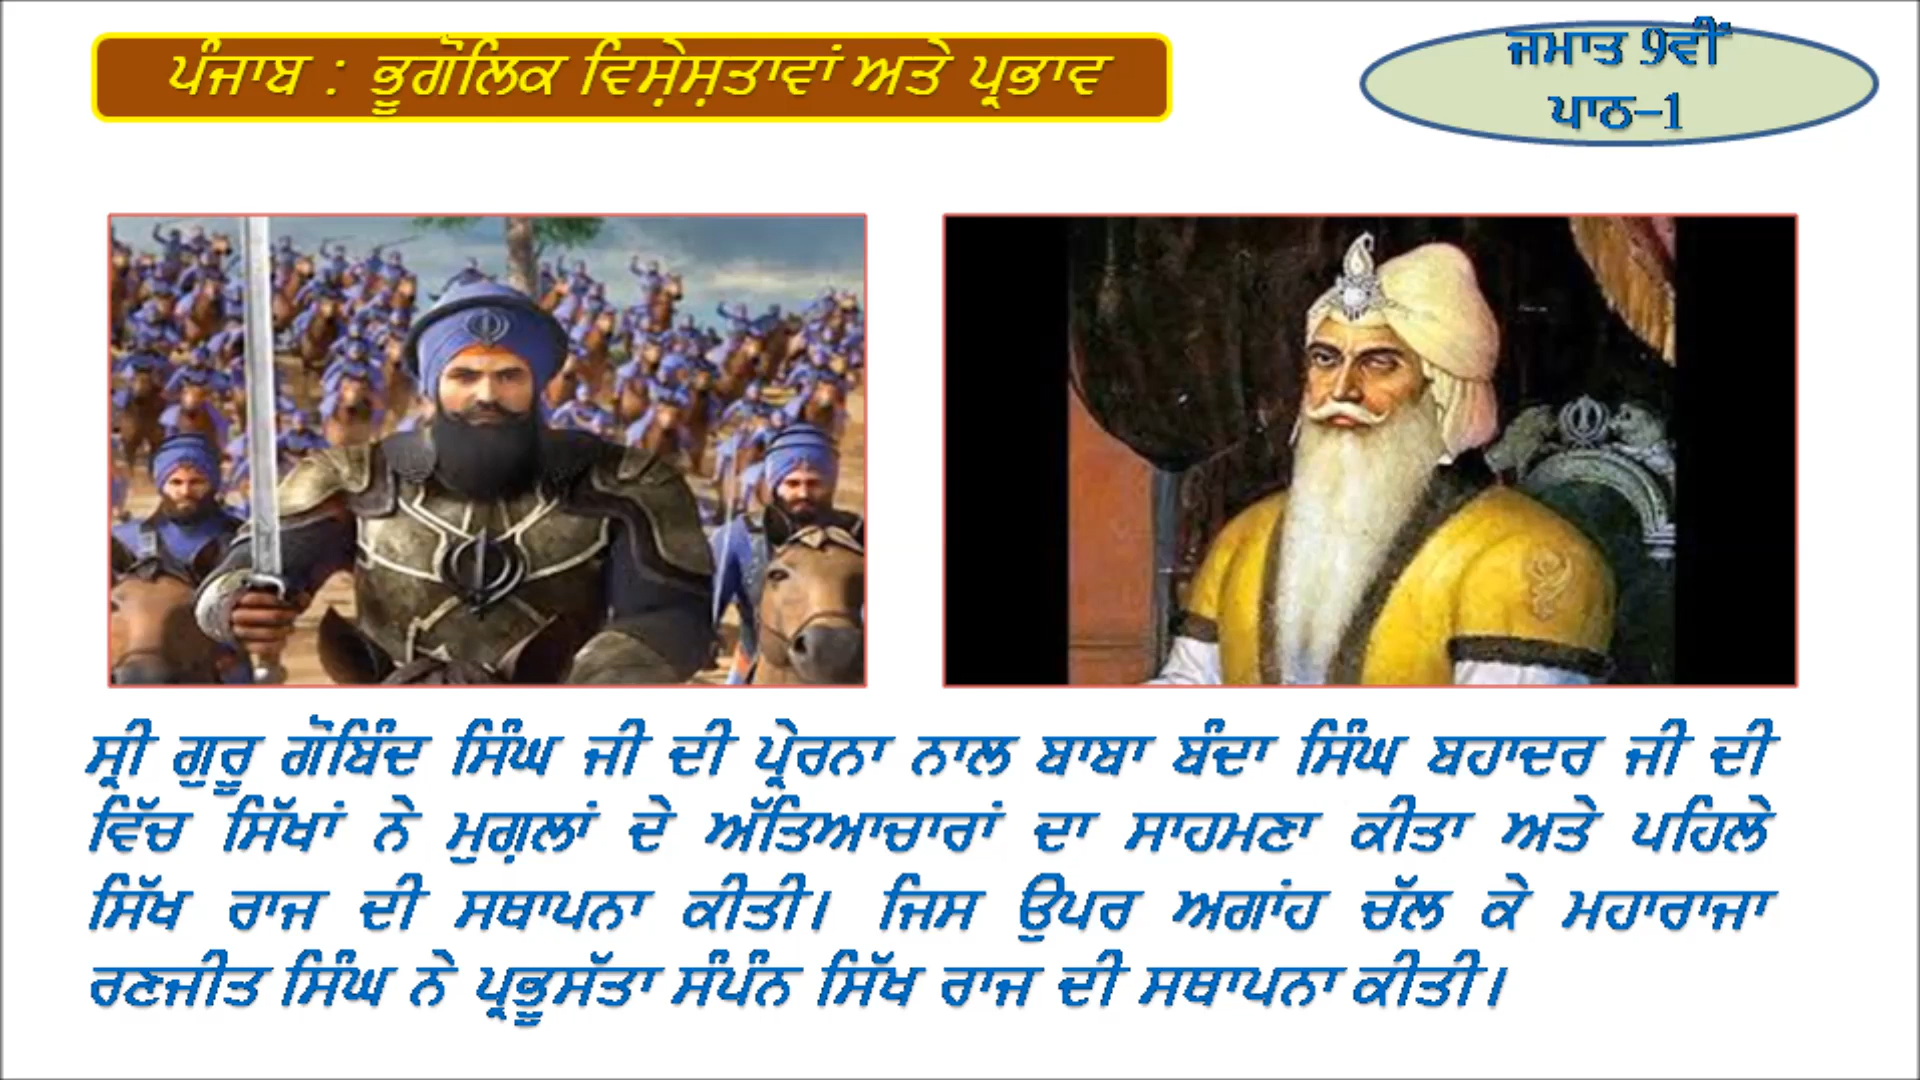 ਪੰਜਾਬ : ਭੂਗੋਲਿਕ ਵਿਸ਼ੇਸ਼ਤਾਵਾਂ ਅਤੇ ਪ੍ਰਭਾਵ
ਜਮਾਤ 9ਵੀਂ
ਪਾਠ–1
ਸ਼੍ਰੀ ਗੁਰੂ ਗੋਬਿੰਦ ਸਿੰਘ ਜੀ ਦੀ ਪ੍ਰੇਰਨਾ ਨਾਲ ਬਾਬਾ ਬੰਦਾ ਸਿੰਘ ਬਹਾਦਰ ਜੀ ਦੀ
ਵਿੱਚ ਸਿੱਖਾਂ ਨੇ ਮੁਗ਼ਲਾਂ ਦੇ ਅੱਤਿਆਚਾਰਾਂ ਦਾ ਸਾਹਮਣਾ ਕੀਤਾ ਅਤੇ ਪਹਿਲੇ
ਸਿੱਖ ਰਾਜ ਦੀ ਸਥਾਪਨਾ ਕੀਤੀ। ਜਿਸ ਉਪਰ ਅਗਾਂਹ ਚੱਲ ਕੇ ਮਹਾਰਾਜਾ
ਰਣਜੀਤ ਸਿੰਘ ਨੇ ਪ੍ਰਭੂਸੱਤਾ ਸੰਪੰਨ ਸਿੱਖ ਰਾਜ ਦੀ ਸਥਾਪਨਾ ਕੀਤੀ।